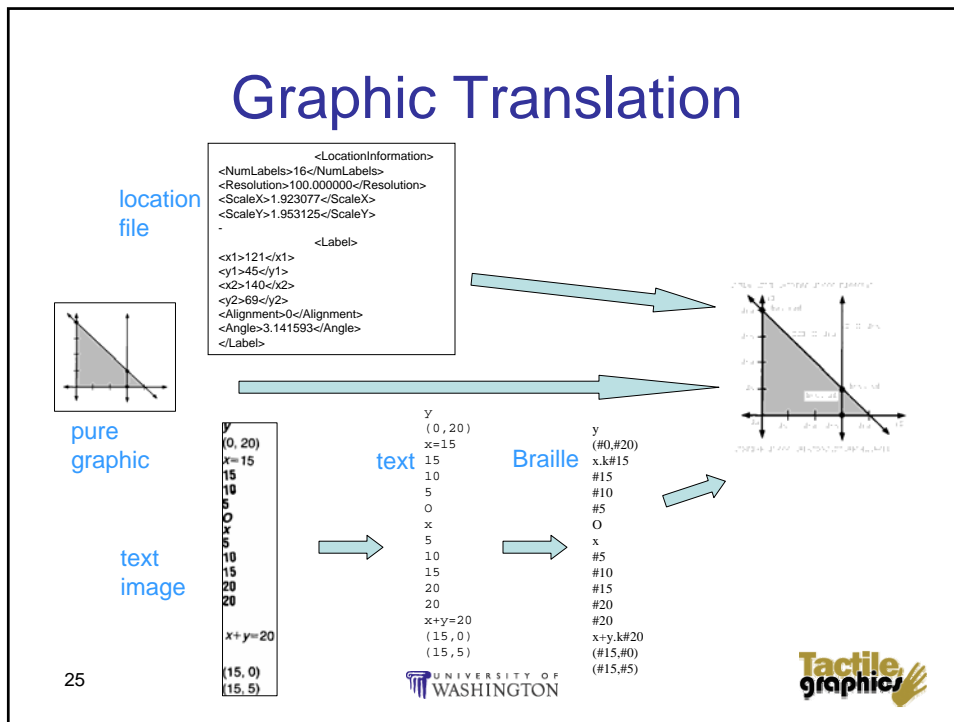 Graphic Translation
location
file
<LocationInformation>
<NumLabels>16</NumLabels>
<Resolution>100.000000</Resolution>
<ScaleX>1.923077</ScaleX>
<ScaleY>1.953125</ScaleY>
-
<Label>
<x1>121</x1>
<y1>45</y1>
<x2>140</x2>
<y2>69</y2>
<Alignment>0</Alignment>
<Angle>3.141593</Angle>
</Label>
pure
graphic
text
image
y
(0, 20)
x=15
15
10
5
O
x
5
10
15
20
20
x+y=20
(15, 0)
(15, 5)
text
y
(0,20)
x=15
15
10
5
O
x
5
10
15
20
20
x+y=20
(15,0)
(15,5)
Braille
y
(#0,#20)
x.k#15
#15
#10
#5
O
x
#5
#10
#15
#20
#20
x+y.k#20
(#15,#0)
(#15,#5)
25
UNIVERSITY OF
WASHINGTON
Tactile
graphics